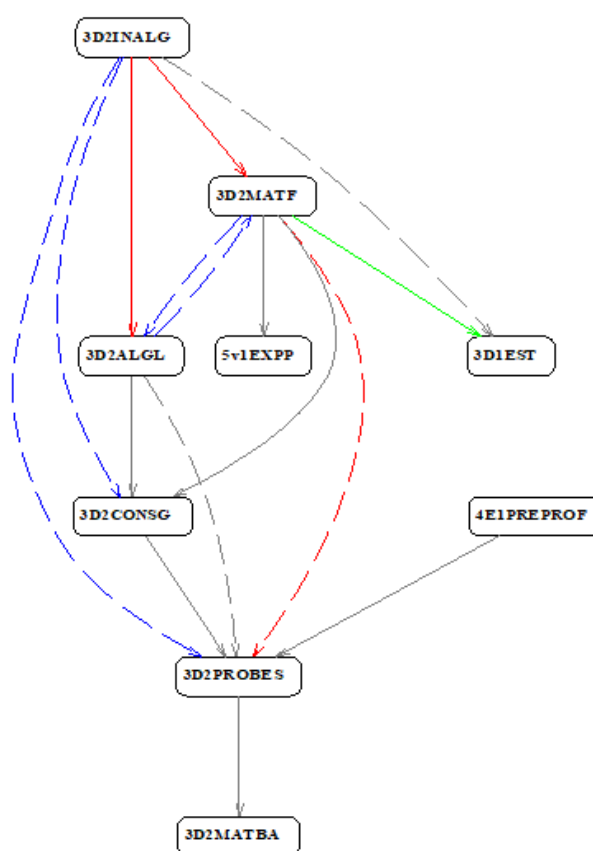 3D2INALG
3D2MATF
3D2ALGL
5v1EXPP
3D1EST
3D2CONSG
4E1PREPROF
3D2PROBES
3D2MATBA